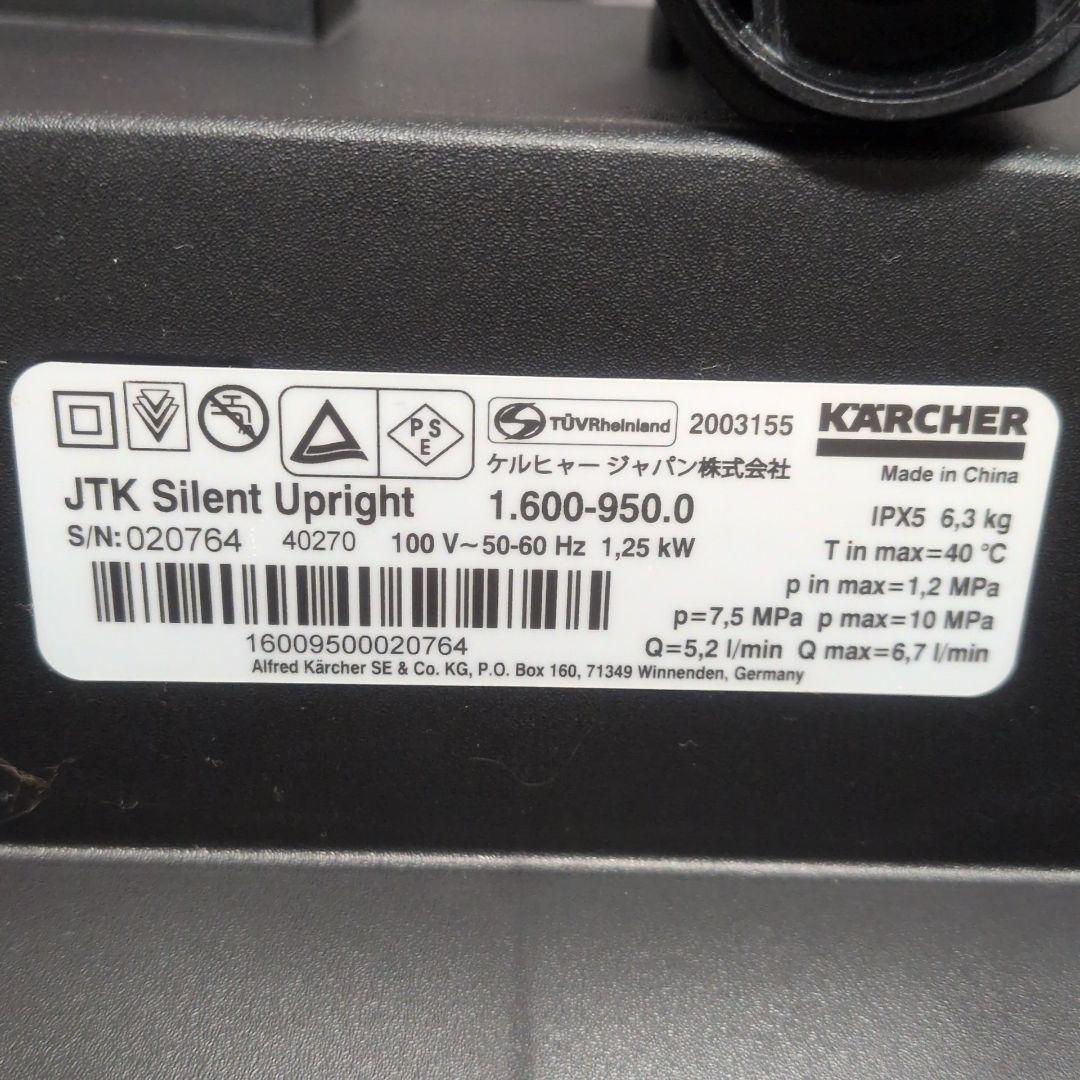 PS
E
TÜVRheinland 2003155 KÄRCHER
ケルヒャー ジャパン株式会社 Made in China
JTK Silent Upright 1.600-950.0 IPX5 6,3 kg
S/N: 020764 40270 100 V~50-60 Hz 1,25 kW T in max=40 °C
p in max=1,2 MPa
p=7,5 MPa p max=10 MPa
16009500020764 Q=5,2 l/min Q max=6,7 l/min
Alfred Kärcher SE & Co. KG, P.O. Box 160, 71349 Winnenden, Germany